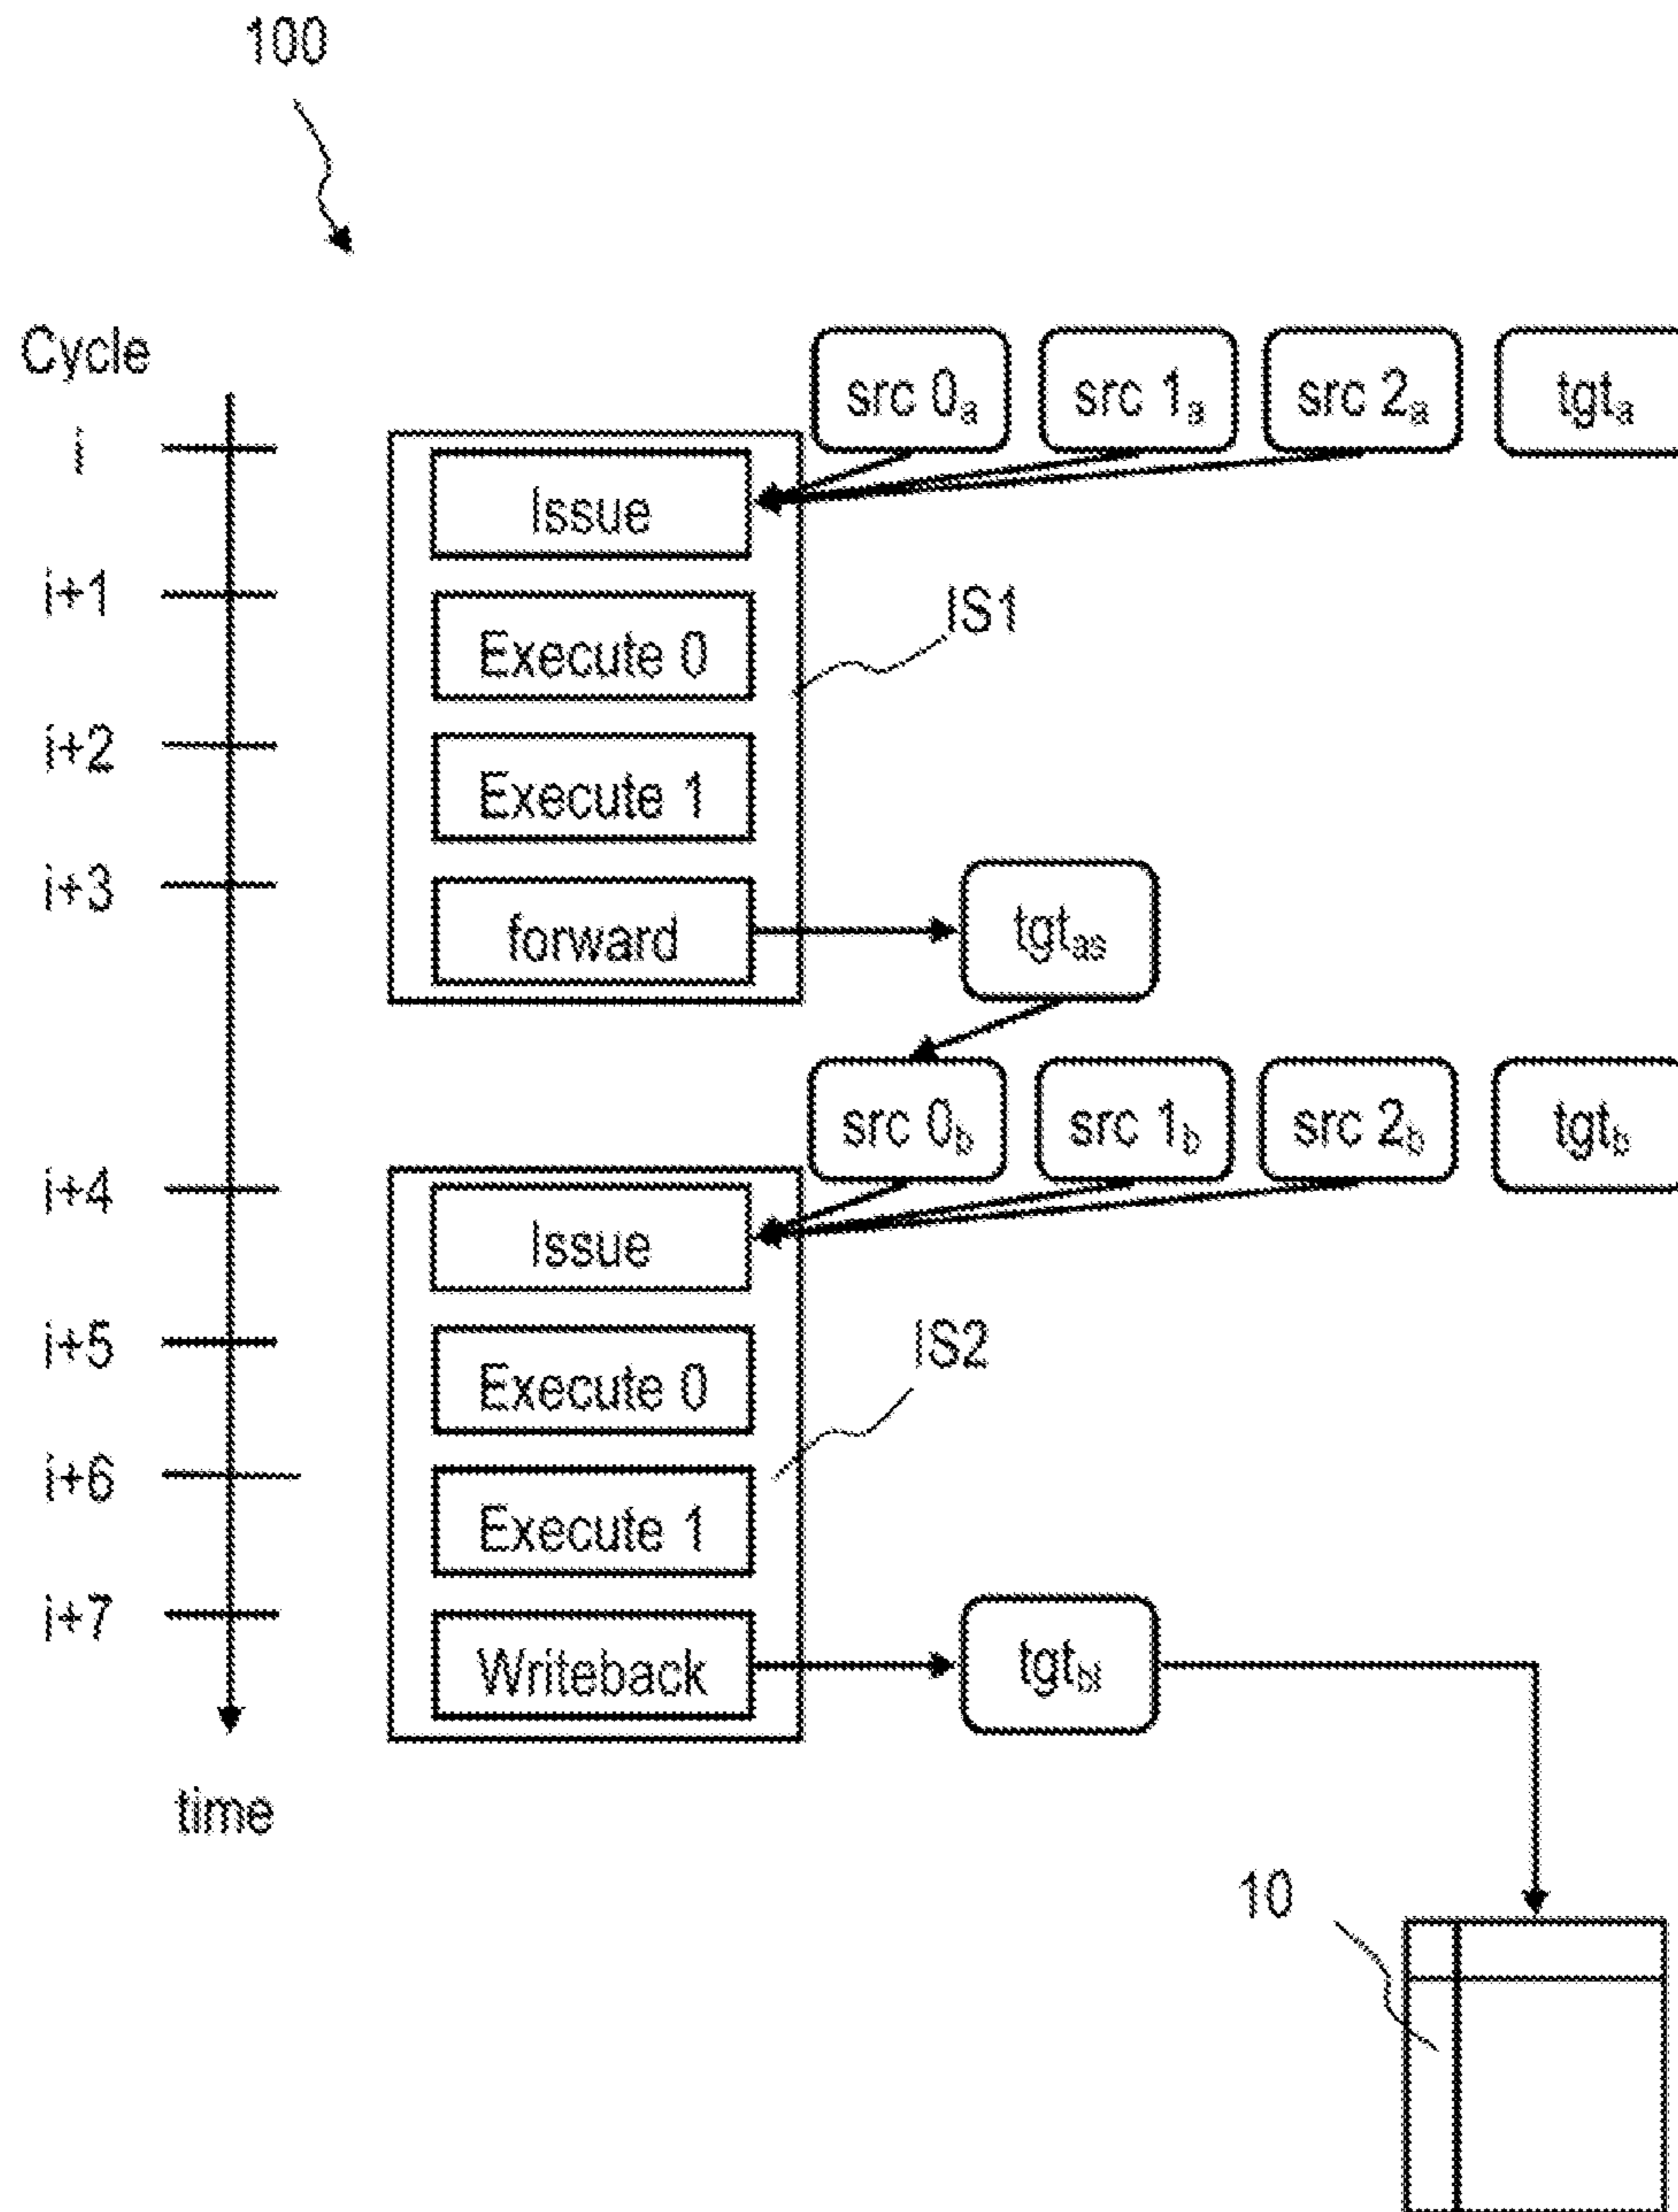 100
Cycle
src 0a src 1a src 2a tgta
i
Issue
i+1
Execute 0 IS1
i+2
Execute 1
i+3
forward tgtas
src 0b src 1b src 2b tgtb
i+4
Issue
i+5
Execute 0 IS2
i+6
Execute 1
i+7
Writeback tgtbl
time
10